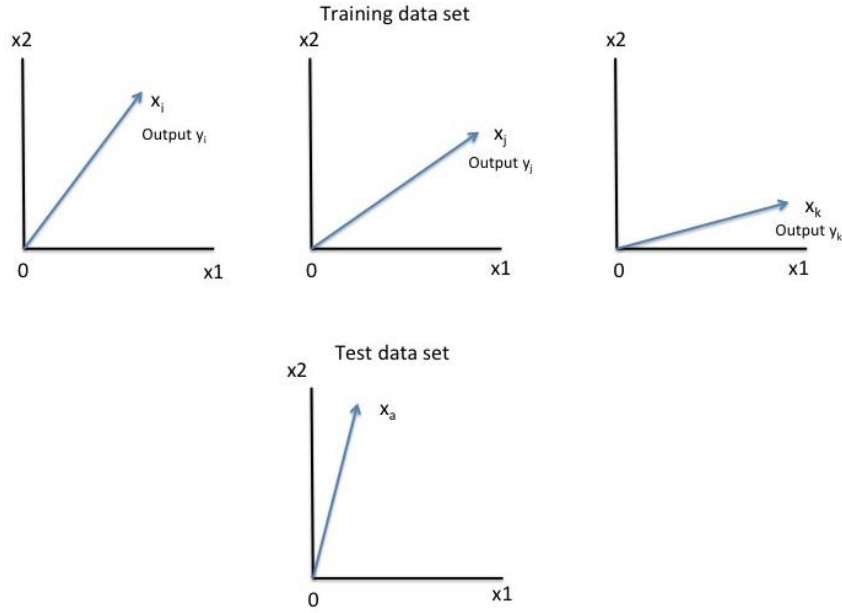 Training data set
x2
x2
x2
xᵢ
Output yᵢ
xⱼ
Output yⱼ
xₖ
Output yₖ
0
x1
0
x1
0
x1
Test data set
x2
xₐ
0
x1